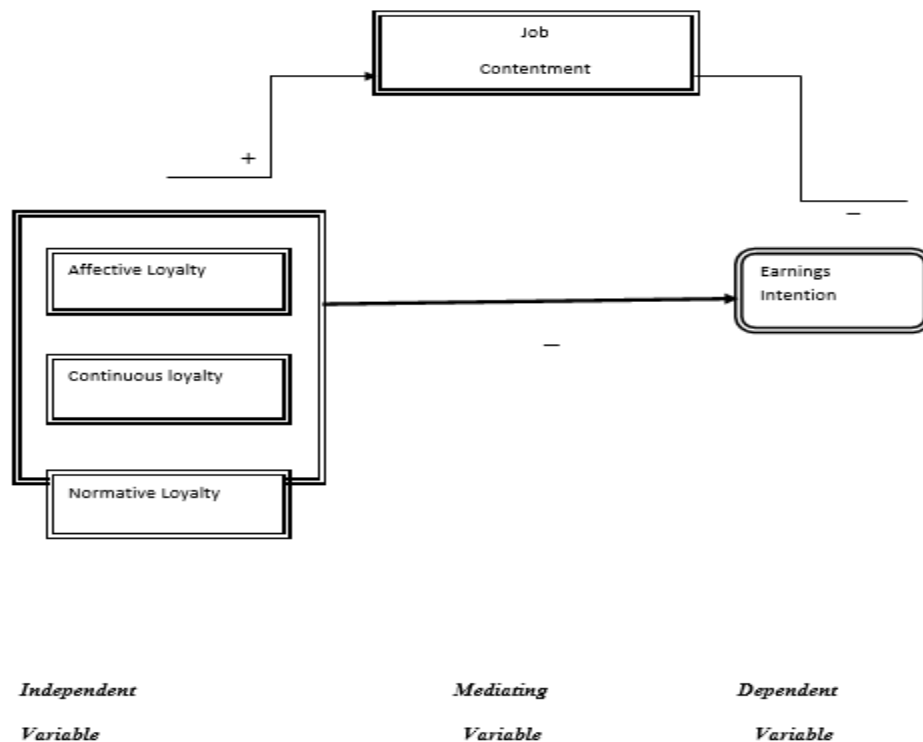 Job
Contentment
+
–
Affective Loyalty
Earnings
Intention
–
Continuous loyalty
Normative Loyalty
Independent Mediating Dependent
Variable Variable Variable